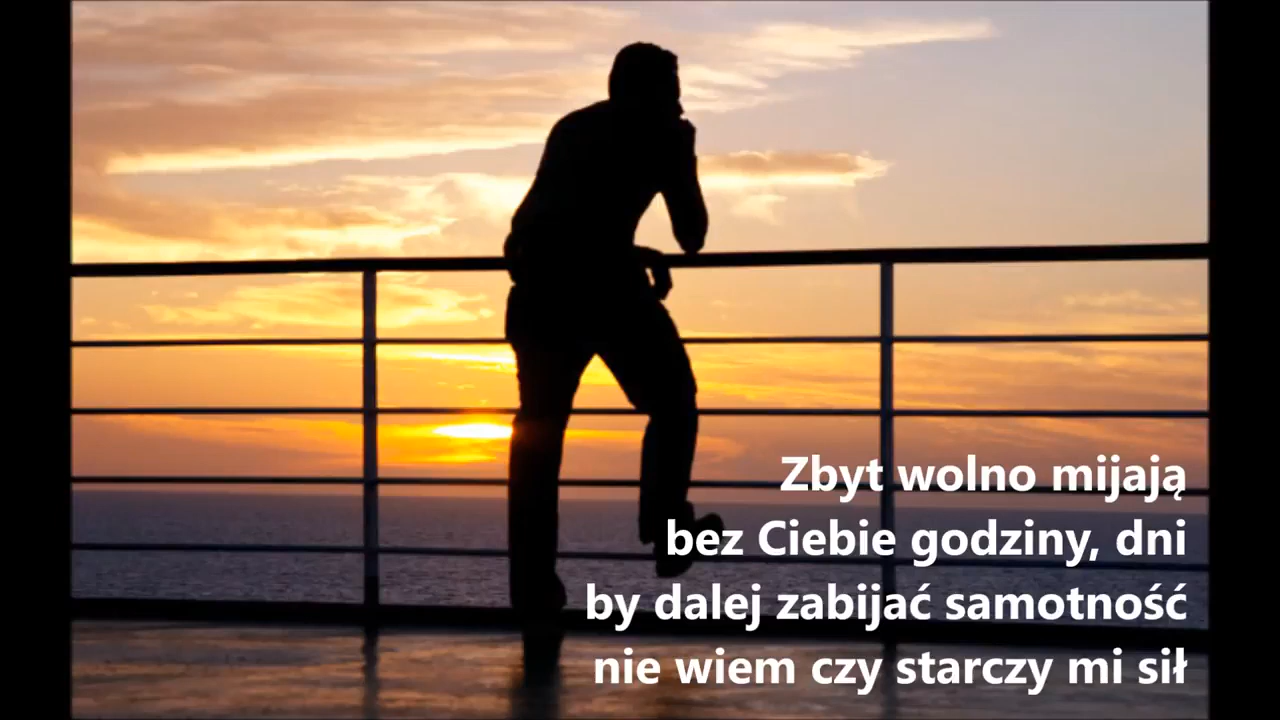 Zbyt wolno mijają
bez Ciebie godziny, dni
by dalej zabijać samotność
nie wiem czy starczy mi sił